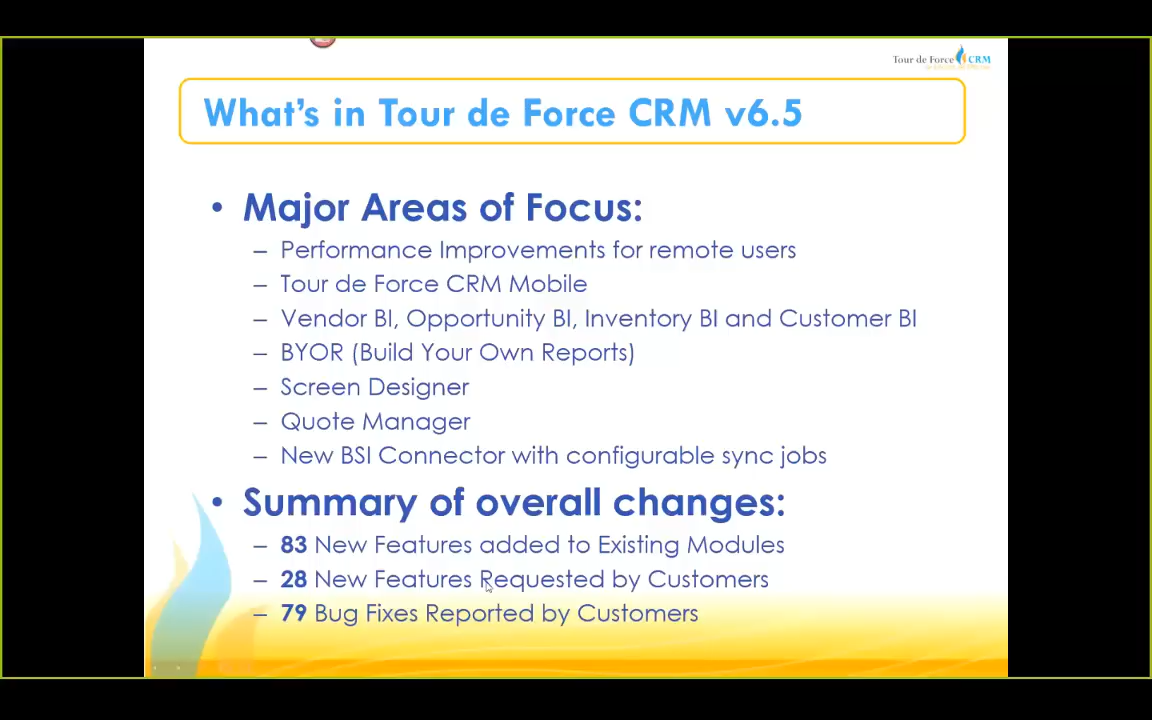 Tour de Force CRM
What's in Tour de Force CRM v6.5
• Major Areas of Focus:
– Performance Improvements for remote users
– Tour de Force CRM Mobile
– Vendor BI, Opportunity BI, Inventory BI and Customer BI
– BYOR (Build Your Own Reports)
– Screen Designer
– Quote Manager
– New BSI Connector with configurable sync jobs
• Summary of overall changes:
– 83 New Features added to Existing Modules
– 28 New Features Requested by Customers
– 79 Bug Fixes Reported by Customers